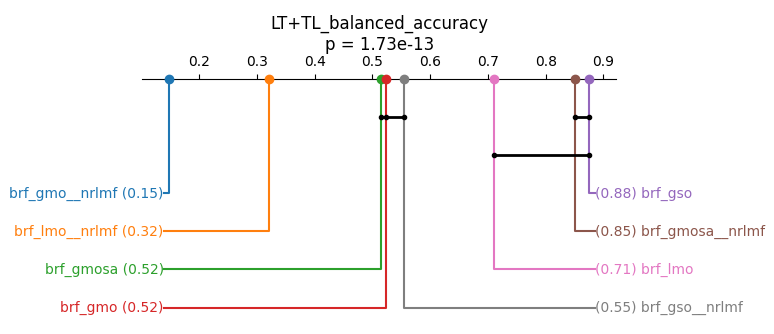 LT+TL_balanced_accuracy
p = 1.73e-13
0.2 0.3 0.4 0.5 0.6 0.7 0.8 0.9
brf_gmo__nrlmf (0.15) (0.88) brf_gso
brf_lmo__nrlmf (0.32) (0.85) brf_gmosa__nrlmf
brf_gmosa (0.52) (0.71) brf_lmo
brf_gmo (0.52) (0.55) brf_gso__nrlmf